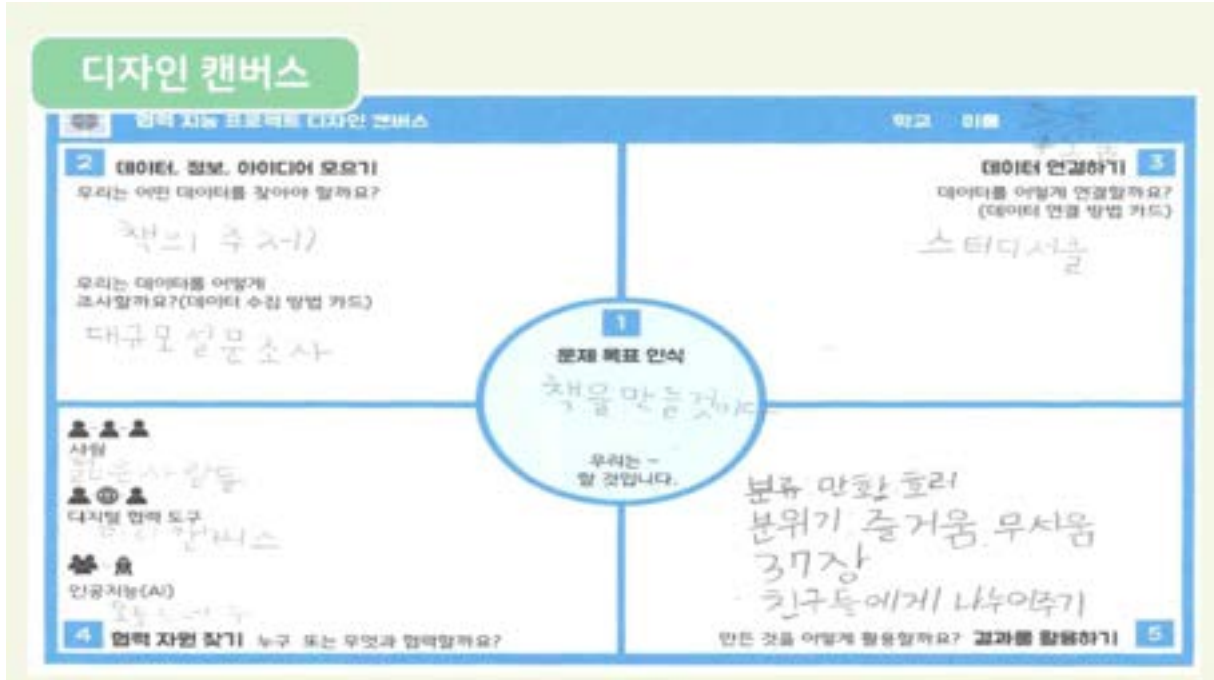 디자인 캔버스
협력 지능 프로젝트 디자인 캔버스 학교 이름
2 데이터, 정보, 아이디어 모으기
우리는 어떤 데이터를 찾아야 할까요?
책의 주제
우리는 데이터를 어떻게
조사할까요?(데이터 수집 방법 카드)
대규모 설문조사
데이터 연결하기 3
데이터를 어떻게 연결할까요?
(데이터 연결 방법 카드)
스터디서클
1
문제 목표 인식
책을 만들것이다
우리는 ~
할 것입니다.
사람
사람들
디지털 협력 도구
캔버스
인공지능(AI)
4 협력 자원 찾기 누구 또는 무엇과 협력할까요?
분류 만화 호러
분위기 즐거움 무서움
37장
친구들에게 나누어주기
만든 것을 어떻게 활용할까요? 결과를 활용하기 5